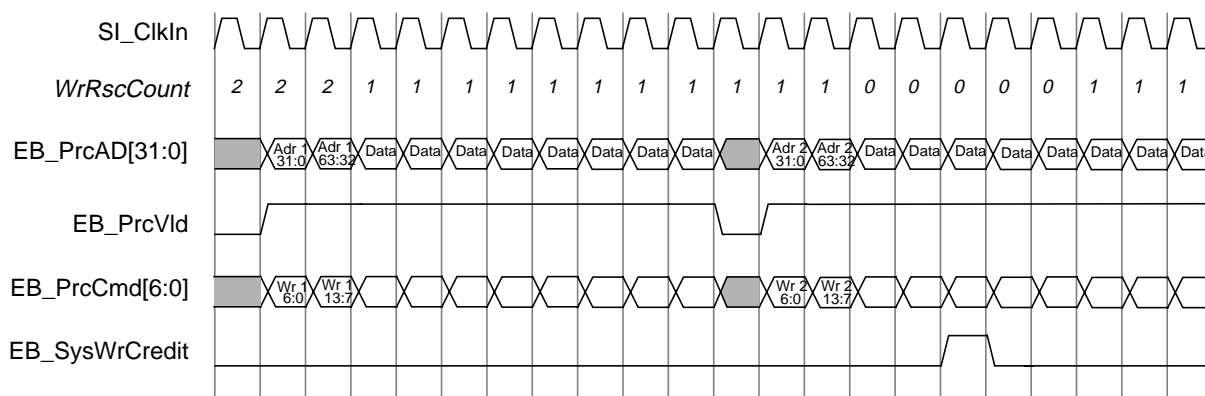 SI_ClkIn
WrRscCount 2 2 2 1 1 1 1 1 1 1 1 1 1 1 0 0 0 0 0 1 1 1
EB_PrcAD[31:0] Adr 1 31:0 Adr 1 63:32 Data Data Data Data Data Data Data Data Adr 2 31:0 Adr 2 63:32 Data Data Data Data Data Data Data Data
EB_PrcVld
EB_PrcCmd[6:0] Wr 1 6:0 Wr 1 13:7 Wr 2 6:0 Wr 2 13:7
EB_SysWrCredit